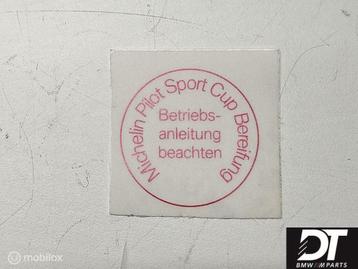 Michelin Pilot Sport Cup Bereifung
Betriebs-
anleitung
beachten
mobilox
DT
BMW ///M PARTS